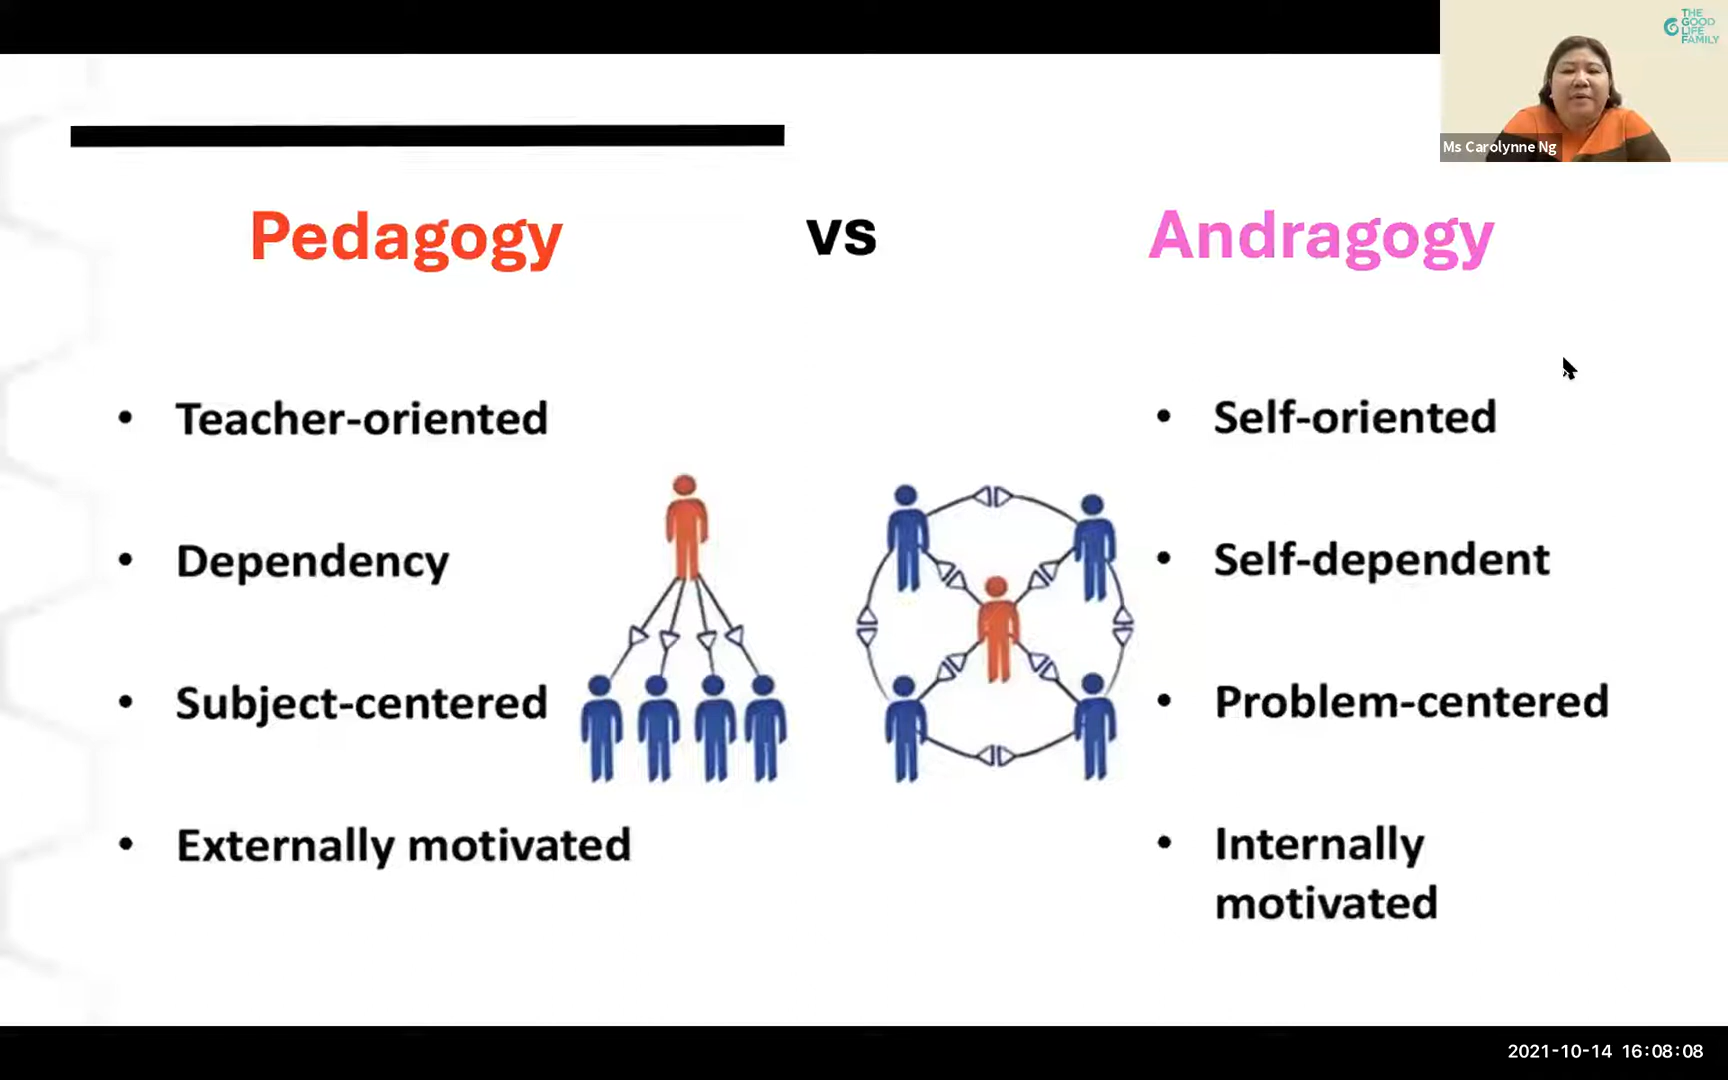 THE
GOOD
LIFE
FAMILY
Ms Carolynne Ng
Pedagogy vs Andragogy
• Teacher-oriented
• Dependency
• Subject-centered
• Externally motivated
• Self-oriented
• Self-dependent
• Problem-centered
• Internally
motivated
2021-10-14 16:08:08